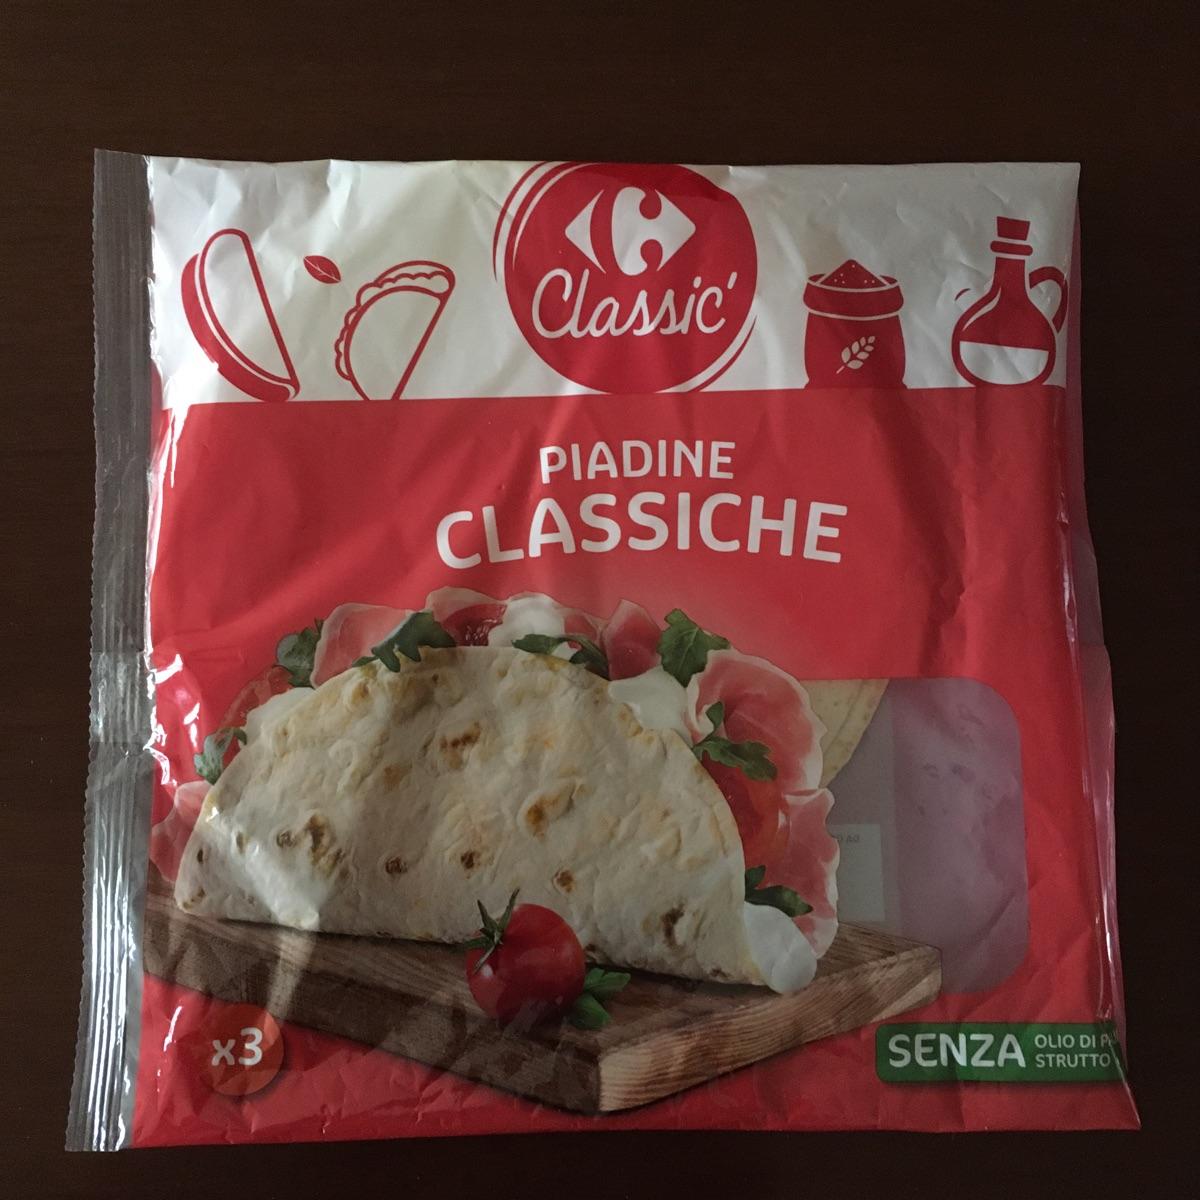 Classic'
PIADINE
CLASSICHE
x3
SENZA
OLIO DI
STRUTTO